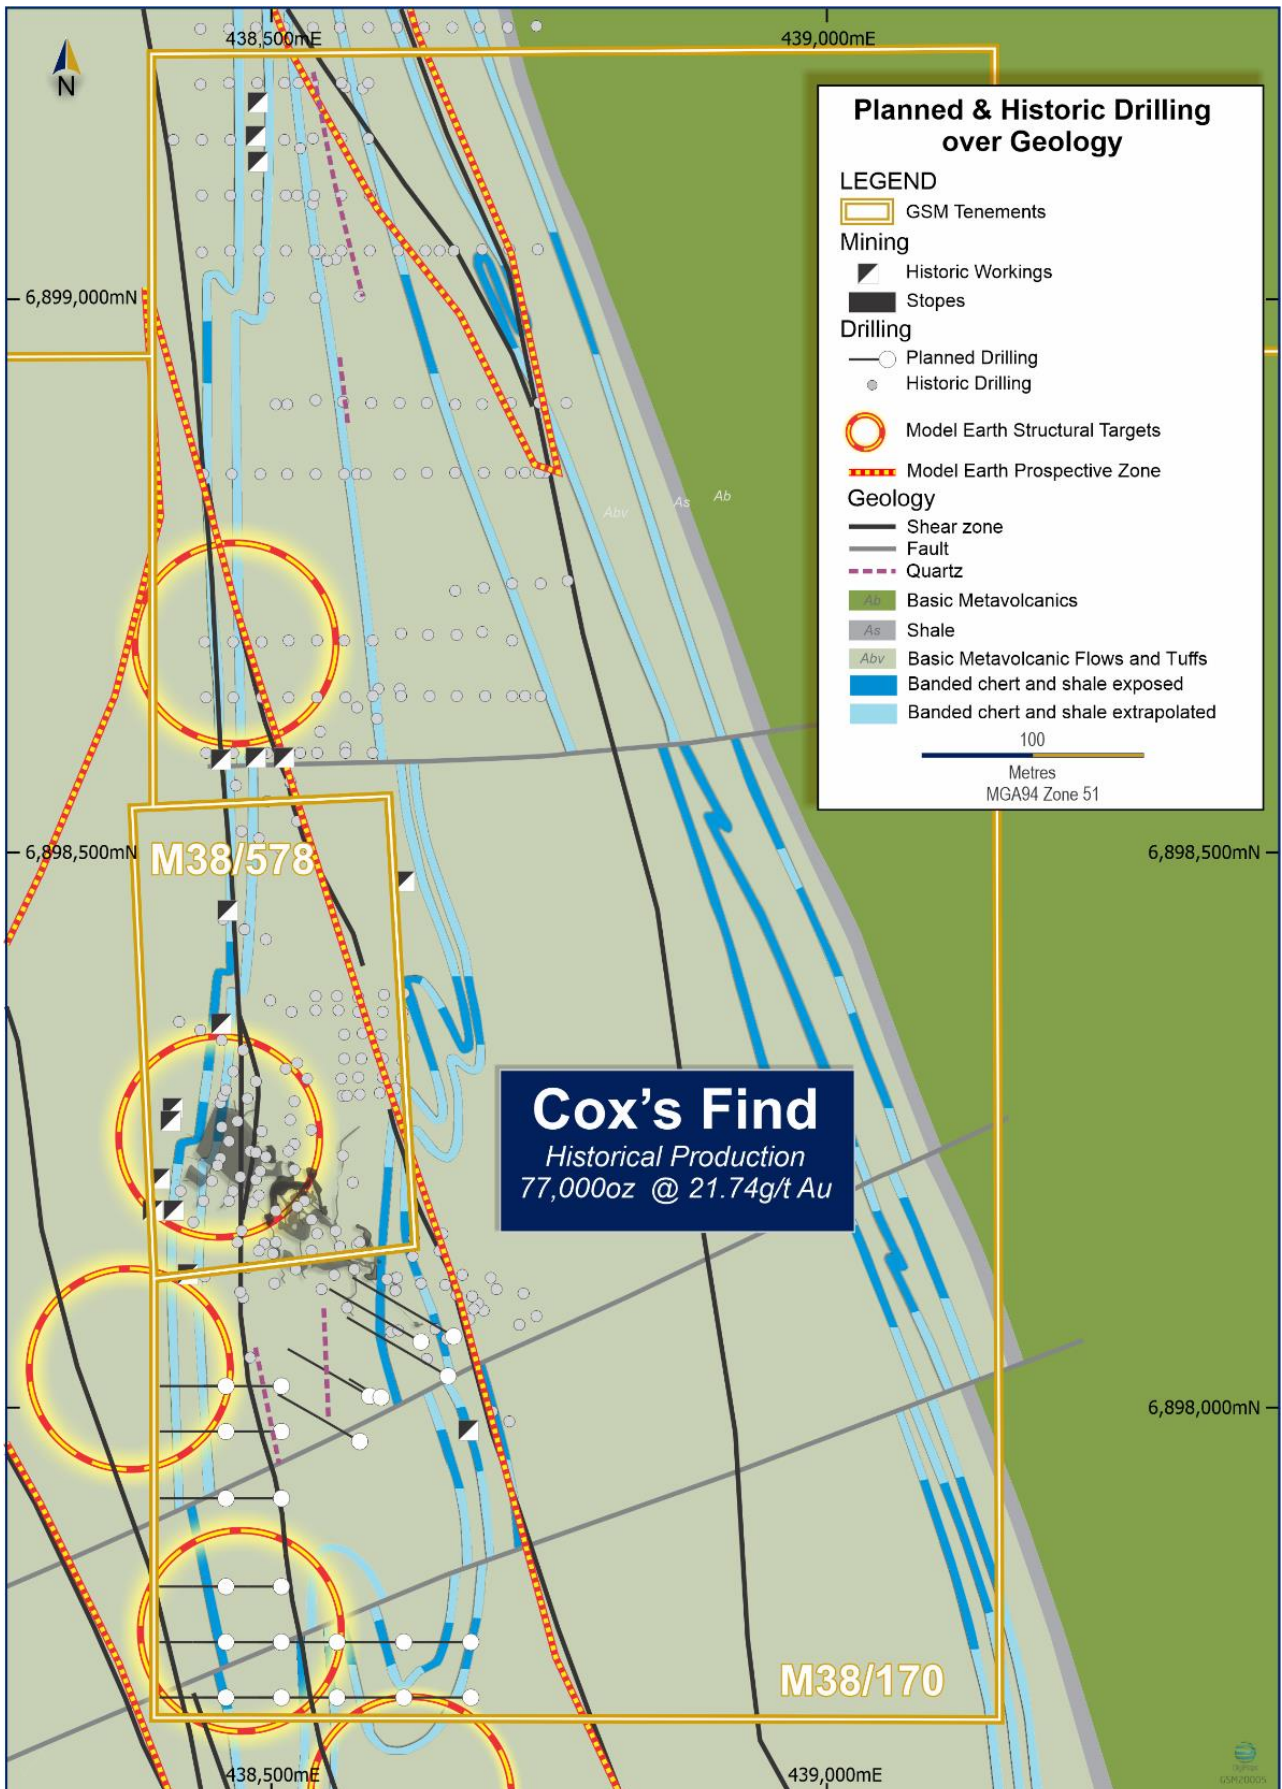 438,500mE
439,000mE
N
Planned & Historic Drilling
over Geology
LEGEND
GSM Tenements
Mining
Historic Workings
Stopes
Drilling
Planned Drilling
Historic Drilling
Model Earth Structural Targets
Model Earth Prospective Zone
Geology
Shear zone
Fault
Quartz
Ab Basic Metavolcanics
As Shale
Abv Basic Metavolcanic Flows and Tuffs
Banded chert and shale exposed
Banded chert and shale extrapolated
100
Metres
MGA94 Zone 51
6,899,000mN
Abv
As
Ab
6,898,500mN
M38/578
6,898,500mN
Cox's Find
Historical Production
77,000oz @ 21.74g/t Au
6,898,000mN
M38/170
438,500mE
439,000mE
GSM20005